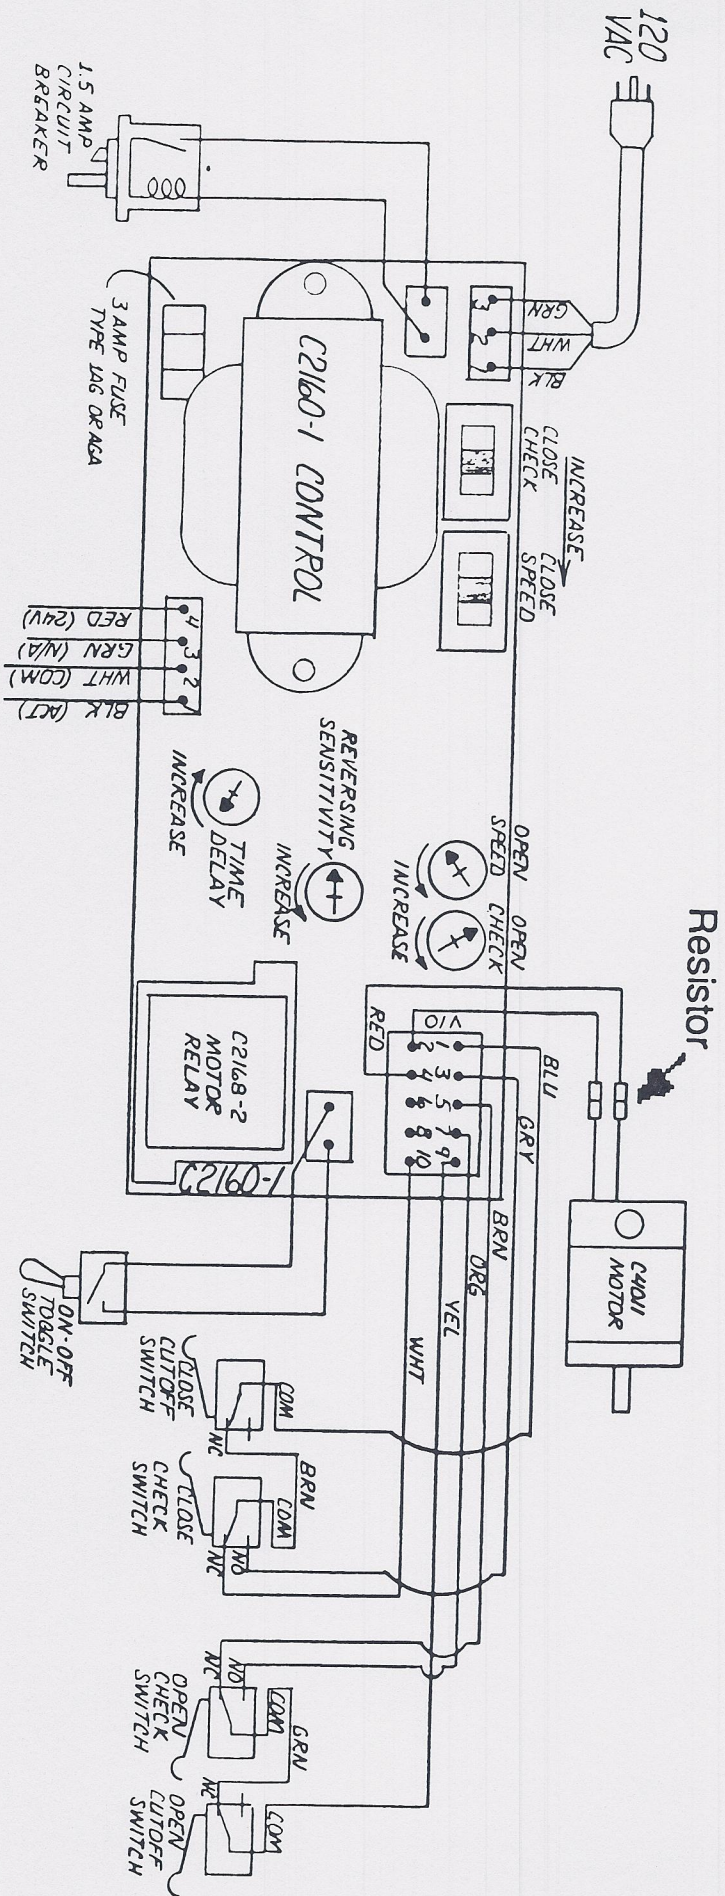 120
VAC
1.5 AMP
CIRCUIT
BREAKER
3
2
1
GRN
WHT
BLK
3 AMP FUSE
TYPE 1AG OR AGA
C2160-1 CONTROL
CLOSE
CHECK
INCREASE
CLOSE
SPEED
4
3
2
1
RED (24V)
GRN (N/A)
WHT (COM)
BLK (ACT)
REVERSING
SENSITIVITY
INCREASE
TIME
DELAY
INCREASE
OPEN
SPEED
OPEN
CHECK
INCREASE
Resistor
VIO
RED
1
3
5
7
9
2
4
6
8
10
BLU
GRY
BRN
ORG
YEL
WHT
C2168-2
MOTOR
RELAY
C4011
MOTOR
ON-OFF
TOGGLE
SWITCH
CLOSE
CUTOFF
SWITCH
COM
NC
BRN
CLOSE
CHECK
SWITCH
COM
NO
NC
OPEN
CHECK
SWITCH
NC
NO
COM
GRN
OPEN
CUTOFF
SWITCH
NC
COM